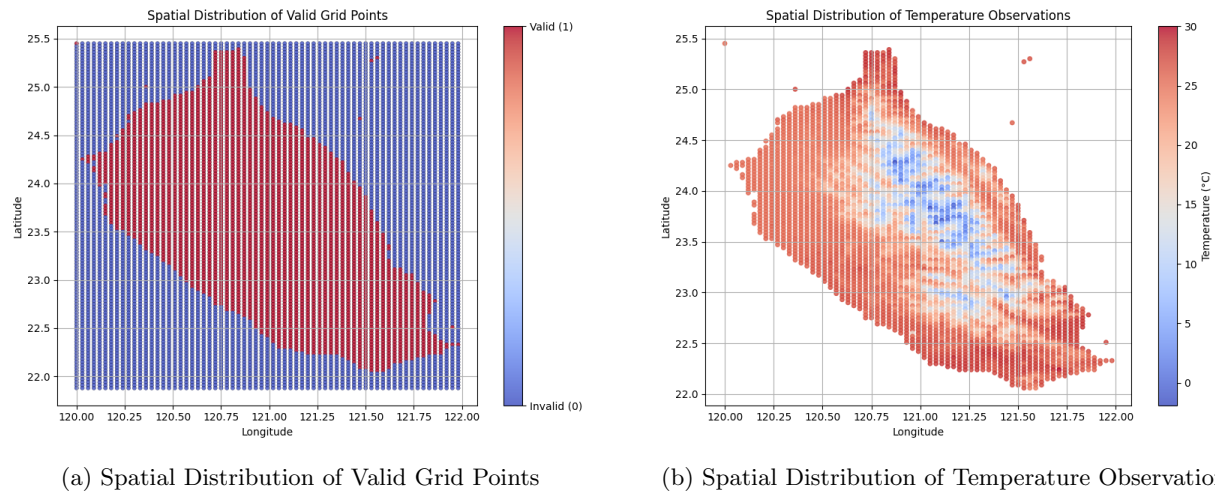 Spatial Distribution of Valid Grid Points
25.5
25.0
24.5
24.0
23.5
23.0
22.5
22.0
Latitude
120.00 120.25 120.50 120.75 121.00 121.25 121.50 121.75 122.00
Longitude
Valid (1)
Invalid (0)
(a) Spatial Distribution of Valid Grid Points
Spatial Distribution of Temperature Observations
25.5
25.0
24.5
24.0
23.5
23.0
22.5
22.0
Latitude
120.00 120.25 120.50 120.75 121.00 121.25 121.50 121.75 122.00
Longitude
30
25
20
15
10
5
0
Temperature (°C)
(b) Spatial Distribution of Temperature Observatio